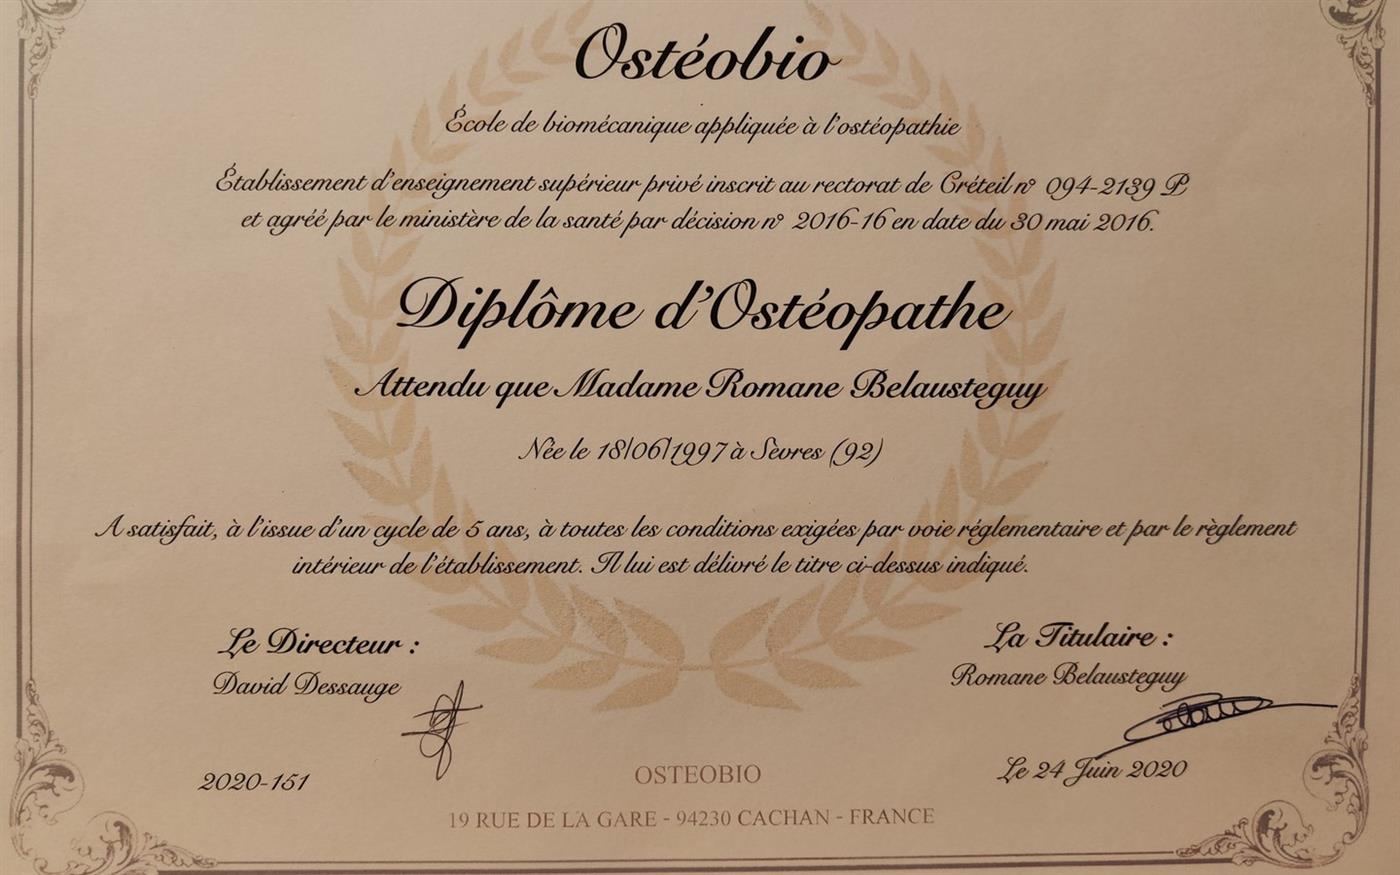 Ostéobio
École de biomécanique appliquée à l'ostéopathie
Établissement d'enseignement supérieur privé inscrit au rectorat de Créteil n° 094-2139 P
et agréé par le ministère de la santé par décision n° 2016-16 en date du 30 mai 2016.
Diplôme d'Ostéopathe
Attendu que Madame Romane Belausteguy
Née le 18/06/1997 à Sèvres (92)
A satisfait, à l'issue d'un cycle de 5 ans, à toutes les conditions exigées par voie réglementaire et par le règlement
intérieur de l'établissement. Il lui est délivré le titre ci-dessus indiqué.
Le Directeur :
David Dessauge
La Titulaire :
Romane Belausteguy
2020-151
Le 24 Juin 2020
OSTEOBIO
19 RUE DE LA GARE - 94230 CACHAN - FRANCE